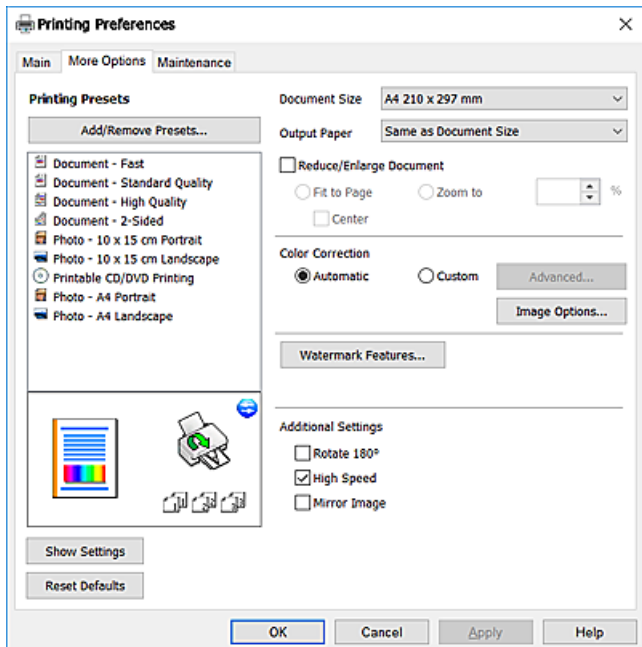 Printing Preferences
Main
More Options
Maintenance
Printing Presets
Add/Remove Presets...
Document - Fast
Document - Standard Quality
Document - High Quality
Document - 2-Sided
Photo - 10 x 15 cm Portrait
Photo - 10 x 15 cm Landscape
Printable CD/DVD Printing
Photo - A4 Portrait
Photo - A4 Landscape
Show Settings
Reset Defaults
Document Size
A4 210 x 297 mm
Output Paper
Same as Document Size
Reduce/Enlarge Document
Fit to Page
Zoom to
%
Center
Color Correction
Automatic
Custom
Advanced...
Image Options...
Watermark Features...
Additional Settings
Rotate 180°
High Speed
Mirror Image
OK
Cancel
Apply
Help